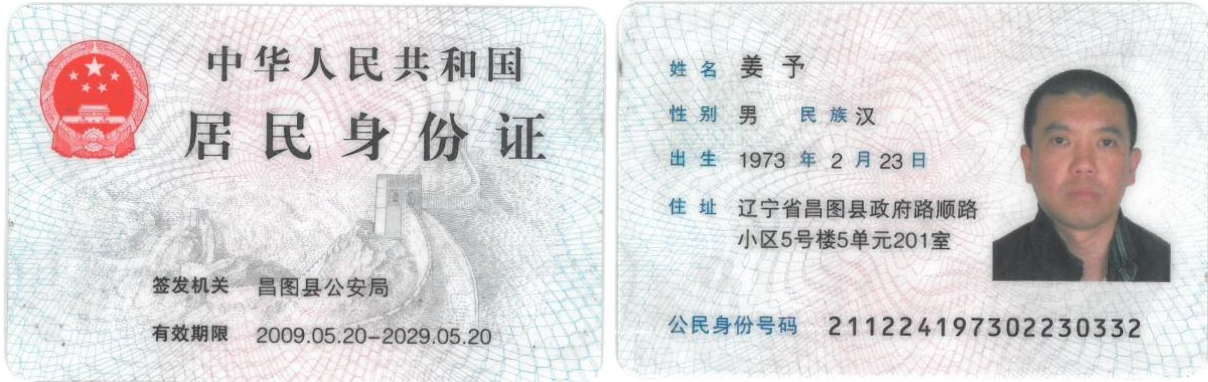 中华人民共和国
居民身份证
签发机关 昌图县公安局
有效期限 2009.05.20-2029.05.20
姓名 姜予
性别 男 民族 汉
出生 1973 年 2 月 23 日
住址 辽宁省昌图县政府路顺路
小区5号楼5单元201室
公民身份号码 211224197302230332